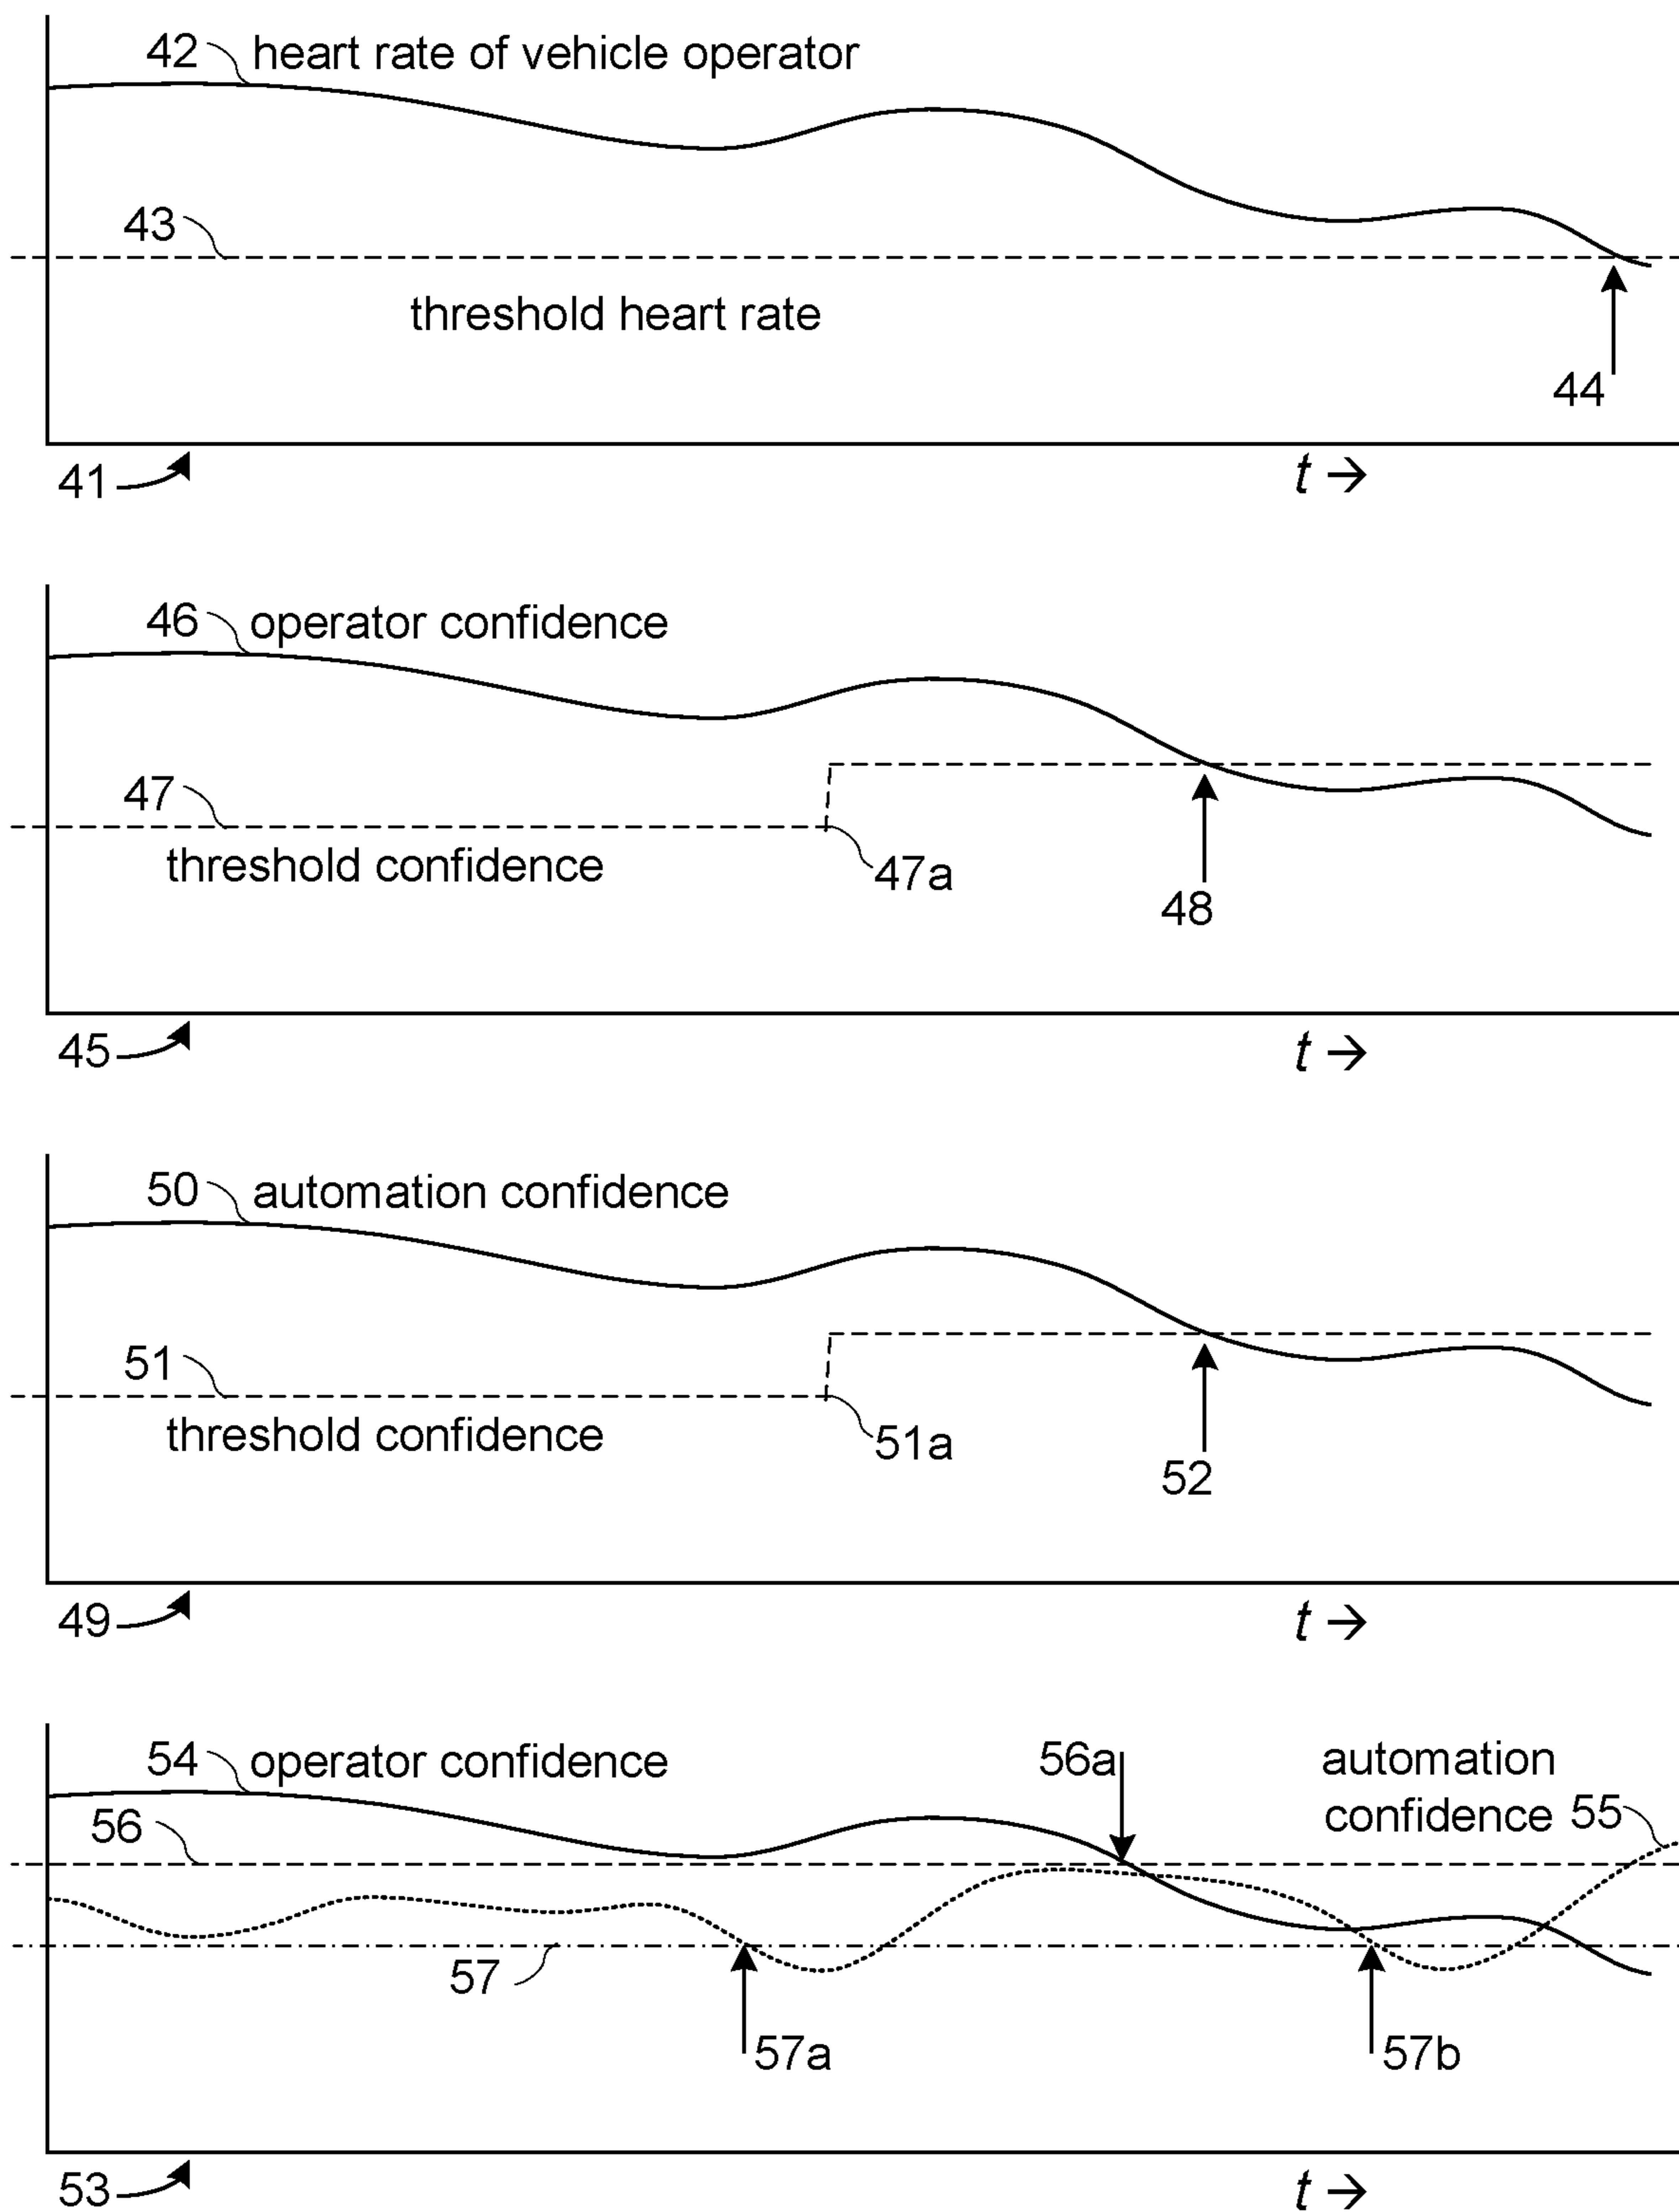 42 heart rate of vehicle operator
43
threshold heart rate
44
41
t →
46 operator confidence
47
threshold confidence
47a
48
45
t →
50 automation confidence
51
threshold confidence
51a
52
49
t →
54 operator confidence
56a
automation
confidence 55
56
57
57a
57b
53
t →